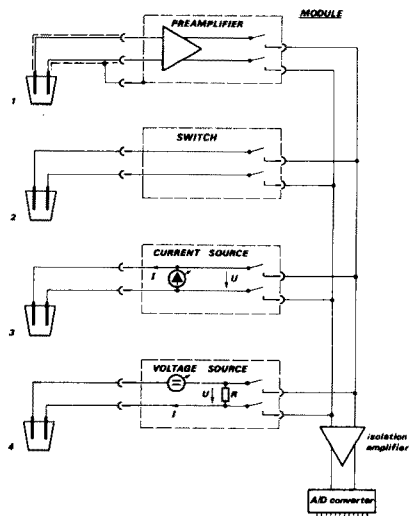 MODULE
PREAMPLIFIER
1
SWITCH
2
CURRENT SOURCE
I
U
3
VOLTAGE SOURCE
U
R
I
4
isolation
amplifier
A/D converter